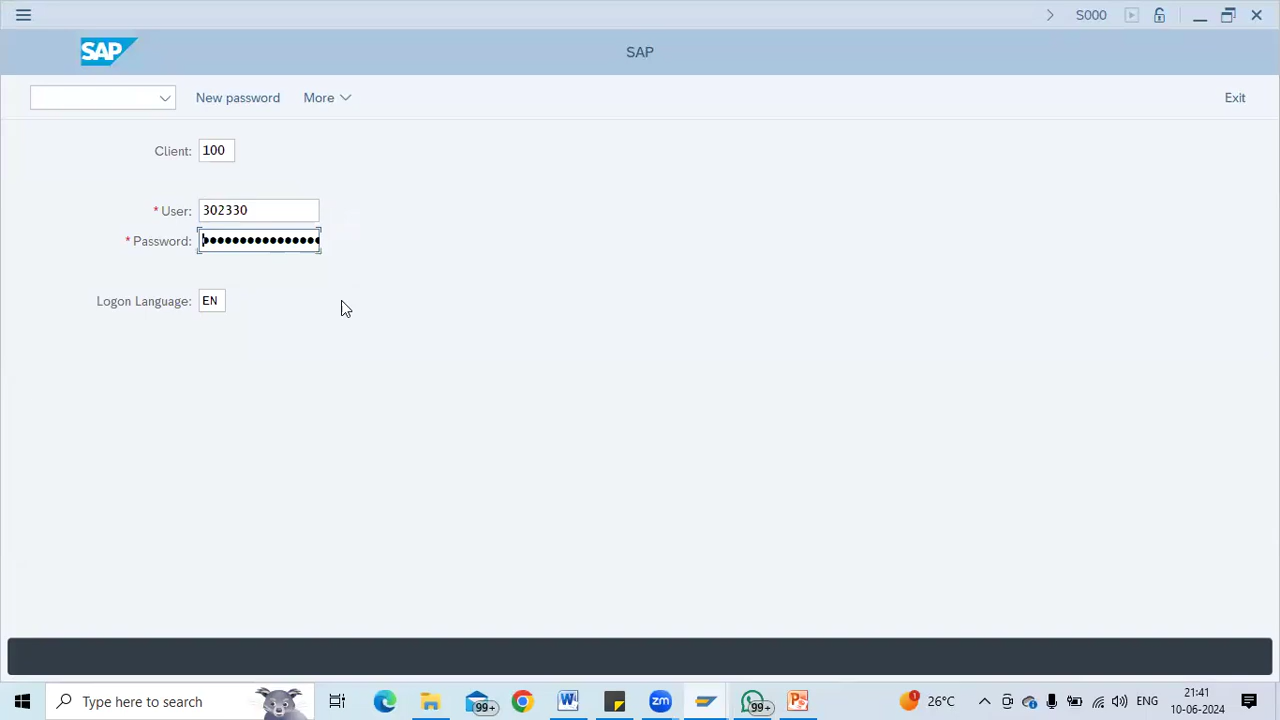 S000
SAP
SAP
New password More Exit
Client: 100
* User: 302330
* Password: ●●●●●●●●●●●●●●●●
Logon Language: EN
Type here to search
99+
99+
1
26°C
ENG
21:41
10-06-2024